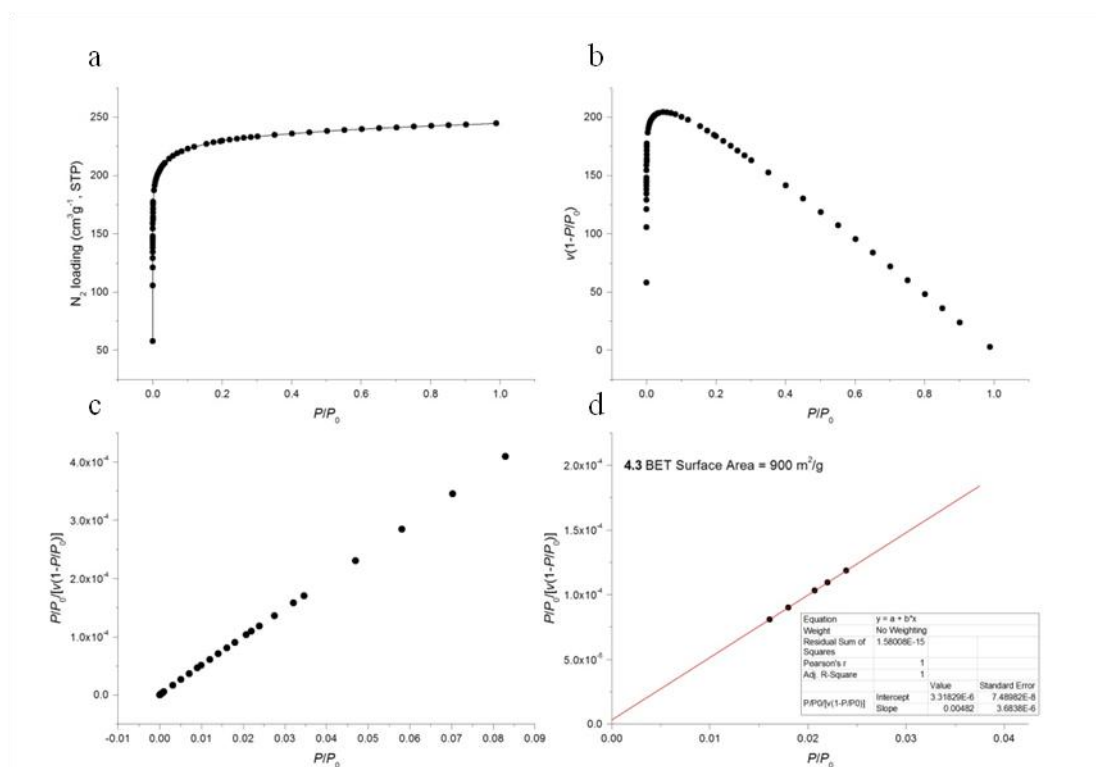 a
250
200
150
100
50
N₂ loading (cm³g⁻¹, STP)
0.0 0.2 0.4 0.6 0.8 1.0
P/P₀
b
200
150
100
50
0
v(1-P/P₀)
0.0 0.2 0.4 0.6 0.8 1.0
P/P₀
c
4.0x10⁻⁴
3.0x10⁻⁴
2.0x10⁻⁴
1.0x10⁻⁴
0.0
P/P₀/[v(1-P/P₀)]
-0.01 0.00 0.01 0.02 0.03 0.04 0.05 0.06 0.07 0.08 0.09
P/P₀
d
4.3 BET Surface Area = 900 m²/g
2.0x10⁻⁴
1.5x10⁻⁴
1.0x10⁻⁴
5.0x10⁻⁵
0.0
P/P₀/[v(1-P/P₀)]
Equation y = a + b*x
Weight No Weighting
Residual Sum of Squares 1.58008E-15
Pearson's r 1
Adj. R-Square 1
Value Standard Error
P/P0/[v(1-P/P0)] Intercept 3.31829E-6 7.48982E-8
Slope 0.00482 3.6838E-6
0.00 0.01 0.02 0.03 0.04
P/P₀